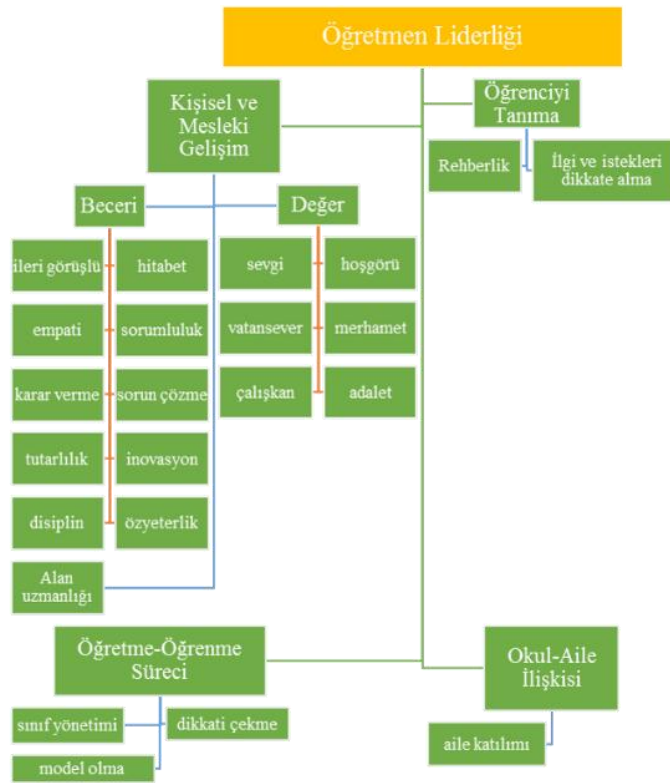 Öğretmen Liderliği
Kişisel ve
Mesleki
Gelişim
Öğrenciyi
Tanıma
Rehberlik
İlgi ve istekleri
dikkate alma
Beceri
Değer
ileri görüşlü
hitabet
sevgi
hoşgörü
empati
sorumluluk
vatansever
merhamet
karar verme
sorun çözme
çalışkan
adalet
tutarlılık
inovasyon
disiplin
özyeterlik
Alan
uzmanlığı
Öğretme-Öğrenme
Süreci
Okul-Aile
İlişkisi
sınıf yönetimi
dikkati çekme
aile katılımı
model olma